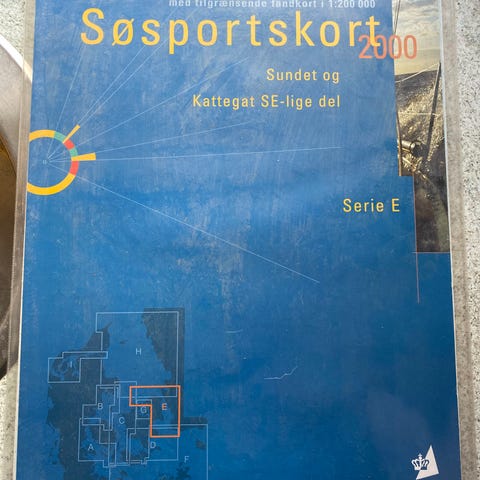 med tilgrænsende landkort i 1:200 000
Søsportskort
2000
Sundet og
Kattegat SE-lige del
Serie E
H
I
B
E
G
C
A
D
F